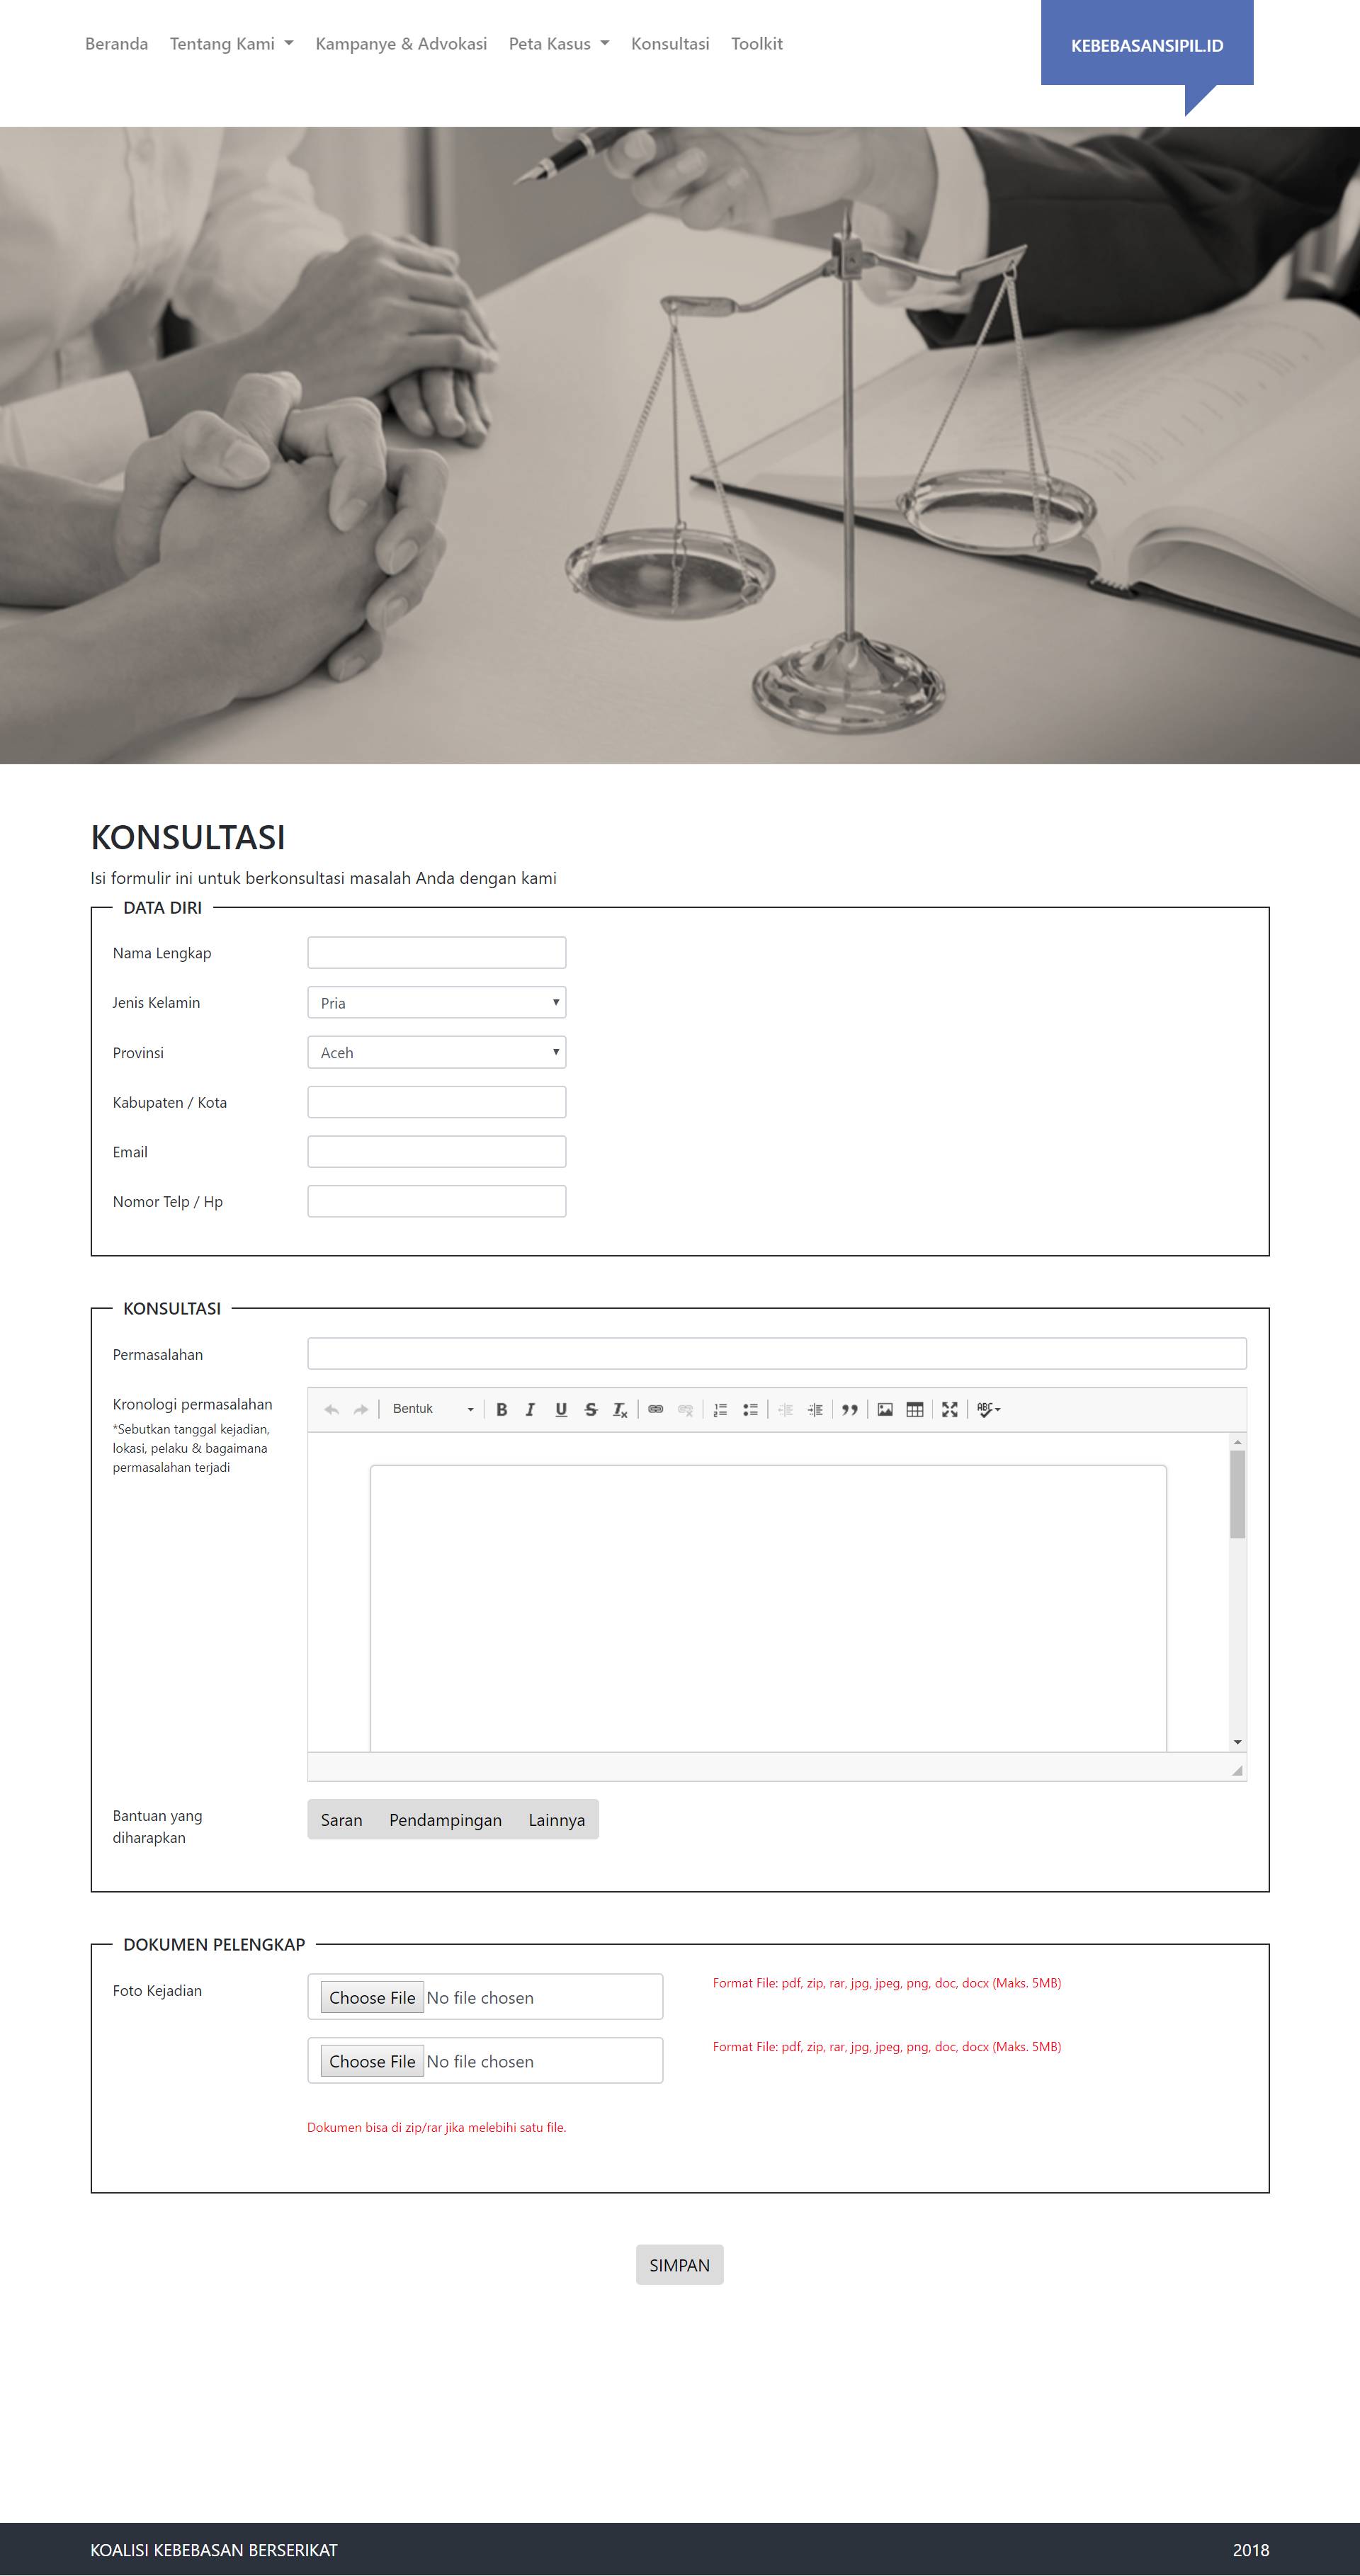 Beranda Tentang Kami Kampanye & Advokasi Peta Kasus Konsultasi Toolkit
KEBEBASANSIPIL.ID
KONSULTASI
Isi formulir ini untuk berkonsultasi masalah Anda dengan kami
DATA DIRI
Nama Lengkap
Jenis Kelamin Pria
Provinsi Aceh
Kabupaten / Kota
Email
Nomor Telp / Hp
KONSULTASI
Permasalahan
Kronologi permasalahan
*Sebutkan tanggal kejadian,
lokasi, pelaku & bagaimana
permasalahan terjadi
Bentuk B I U S Tx ABC
Bantuan yang
diharapkan
Saran Pendampingan Lainnya
DOKUMEN PELENGKAP
Foto Kejadian
Choose File No file chosen
Format File: pdf, zip, rar, jpg, jpeg, png, doc, docx (Maks. 5MB)
Choose File No file chosen
Format File: pdf, zip, rar, jpg, jpeg, png, doc, docx (Maks. 5MB)
Dokumen bisa di zip/rar jika melebihi satu file.
SIMPAN
KOALISI KEBEBASAN BERSERIKAT 2018